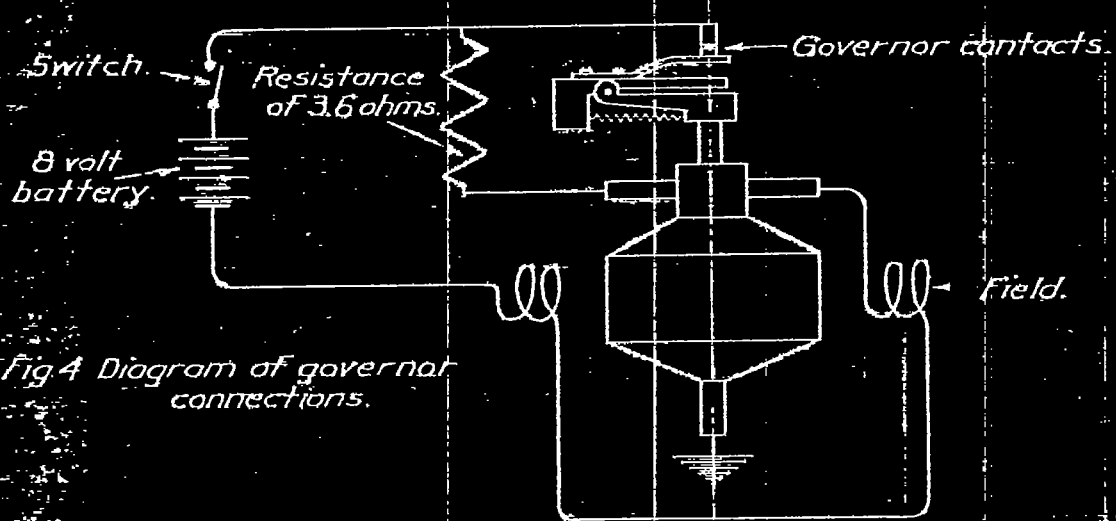 Switch.
Governor contacts.
Resistance
of 3.6 ohms.
8 volt
battery.
Field.
Fig.4 Diagram of governor
connections.